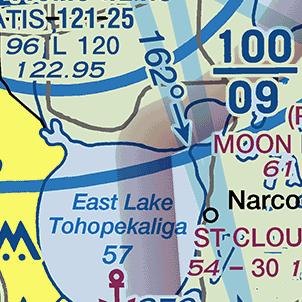 ATIS 121-25
96 L 120
122.95
162°
100
09
MOON
61
East Lake
Tohopekaliga
57
Narco
ST CLOU
54 - 30